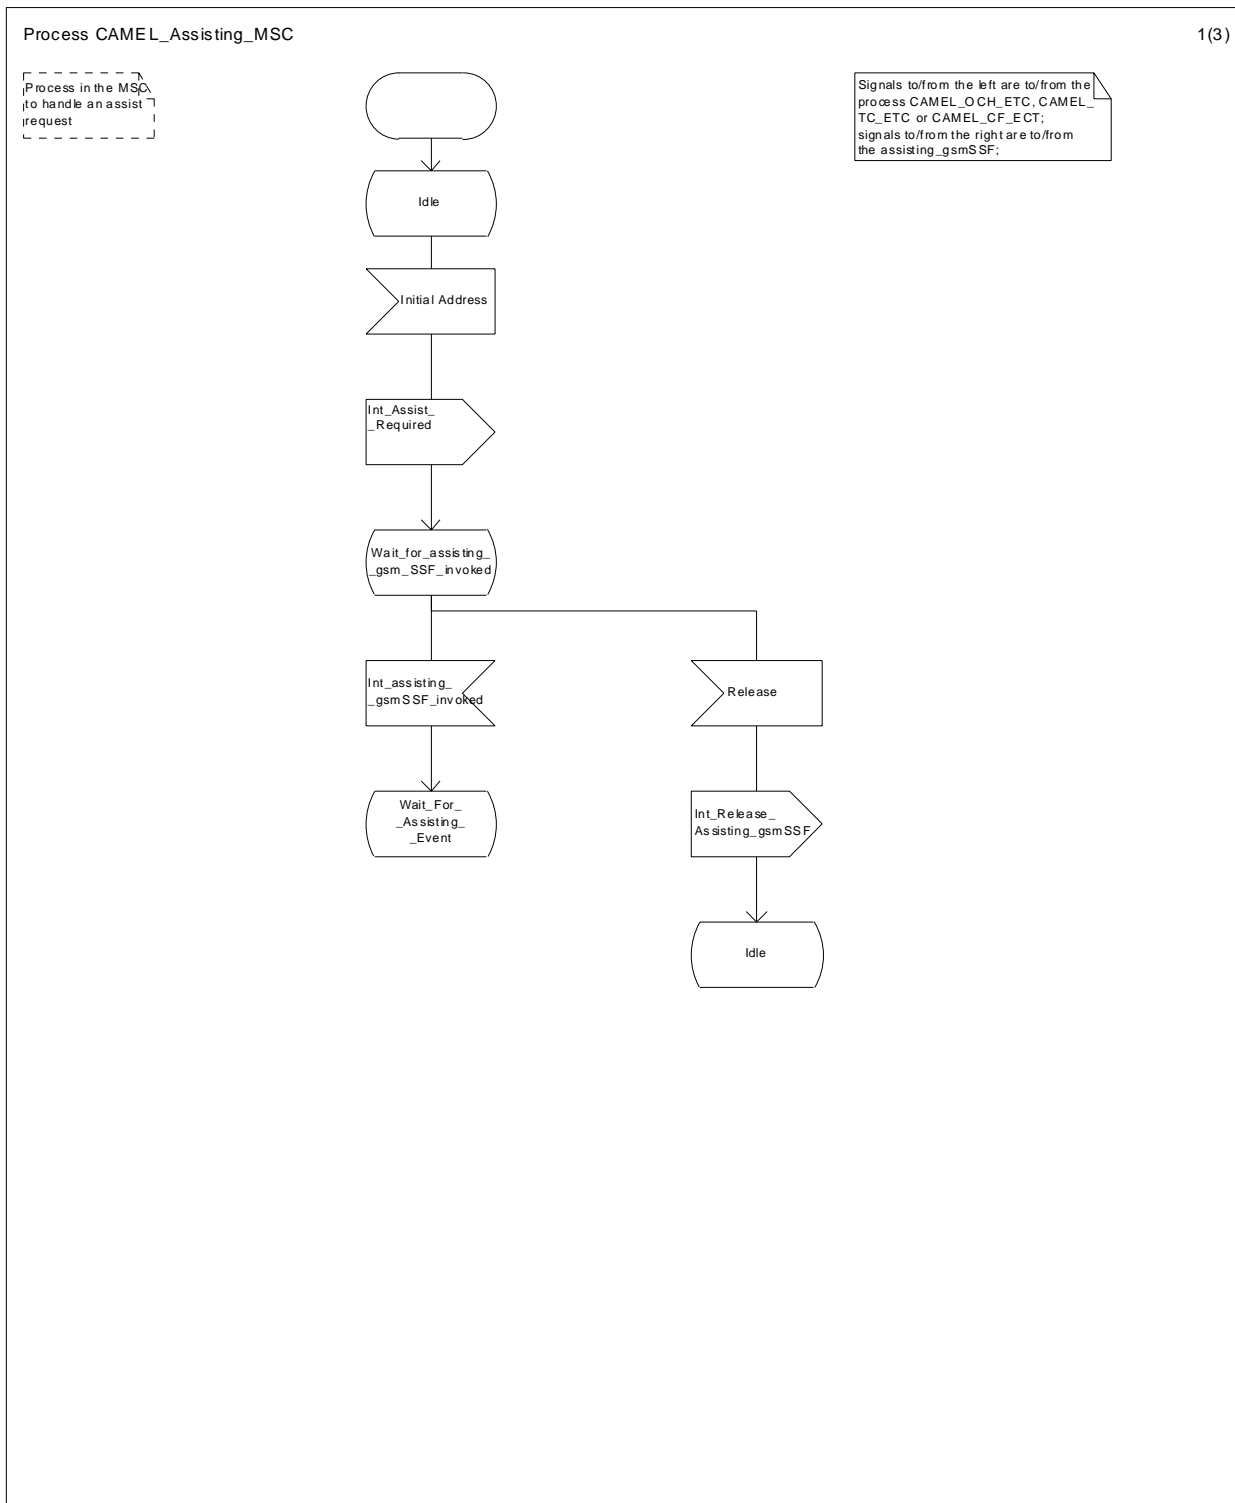 Process CAMEL_Assisting_MSC
1(3)
Process in the MSC
to handle an assist
request
Signals to/from the left are to/from the
process CAMEL_OCH_ETC, CAMEL_
TC_ETC or CAMEL_CF_ECT;
signals to/from the right are to/from
the assisting_gsmSSF;
Idle
Initial Address
Int_Assist_
_Required
Wait_for_assisting_
_gsm_SSF_invoked
Int_assisting_
_gsmSSF_invoked
Release
Wait_For_
_Assisting_
_Event
Int_Release_
Assisting_gsmSSF
Idle